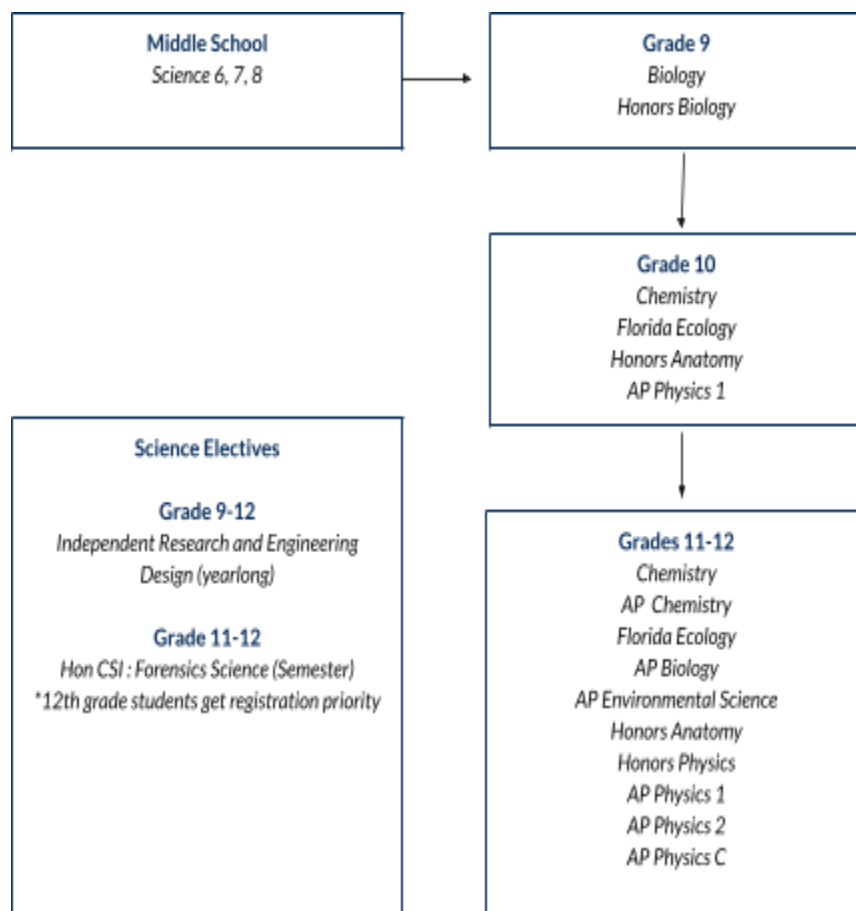 Middle School
Science 6, 7, 8
Grade 9
Biology
Honors Biology
Grade 10
Chemistry
Florida Ecology
Honors Anatomy
AP Physics 1
Science Electives
Grade 9-12
Independent Research and Engineering
Design (yearlong)
Grade 11-12
Hon CSI : Forensics Science (Semester)
*12th grade students get registration priority
Grades 11-12
Chemistry
AP Chemistry
Florida Ecology
AP Biology
AP Environmental Science
Honors Anatomy
Honors Physics
AP Physics 1
AP Physics 2
AP Physics C